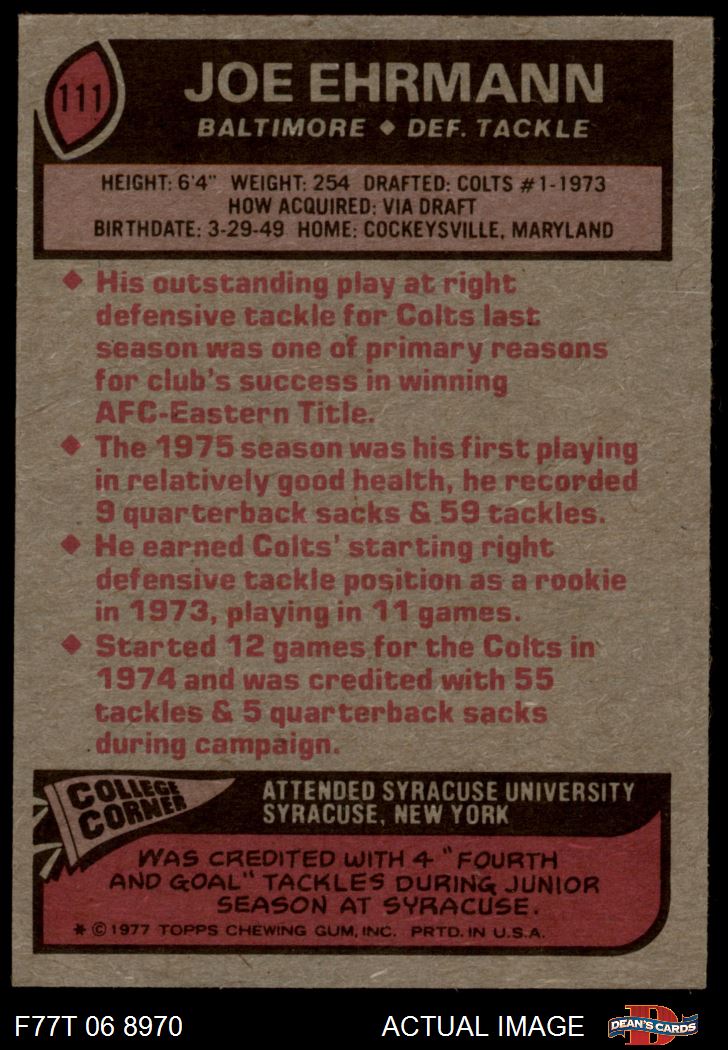 111
JOE EHRMANN
BALTIMORE ◆ DEF. TACKLE
HEIGHT: 6'4" WEIGHT: 254 DRAFTED: COLTS #1-1973
HOW ACQUIRED: VIA DRAFT
BIRTHDATE: 3-29-49 HOME: COCKEYSVILLE, MARYLAND
◆ His outstanding play at right
defensive tackle for Colts last
season was one of primary reasons
for club's success in winning
AFC-Eastern Title.
◆ The 1975 season was his first playing
in relatively good health, he recorded
9 quarterback sacks & 59 tackles.
◆ He earned Colts' starting right
defensive tackle position as a rookie
in 1973, playing in 11 games.
◆ Started 12 games for the Colts in
1974 and was credited with 55
tackles & 5 quarterback sacks
during campaign.
COLLEGE
CORNER
ATTENDED SYRACUSE UNIVERSITY
SYRACUSE, NEW YORK
WAS CREDITED WITH 4 "FOURTH
AND GOAL" TACKLES DURING JUNIOR
SEASON AT SYRACUSE.
* © 1977 TOPPS CHEWING GUM, INC. PRTD. IN U.S.A.
F77T 06 8970
ACTUAL IMAGE
D
DEAN'S CARDS